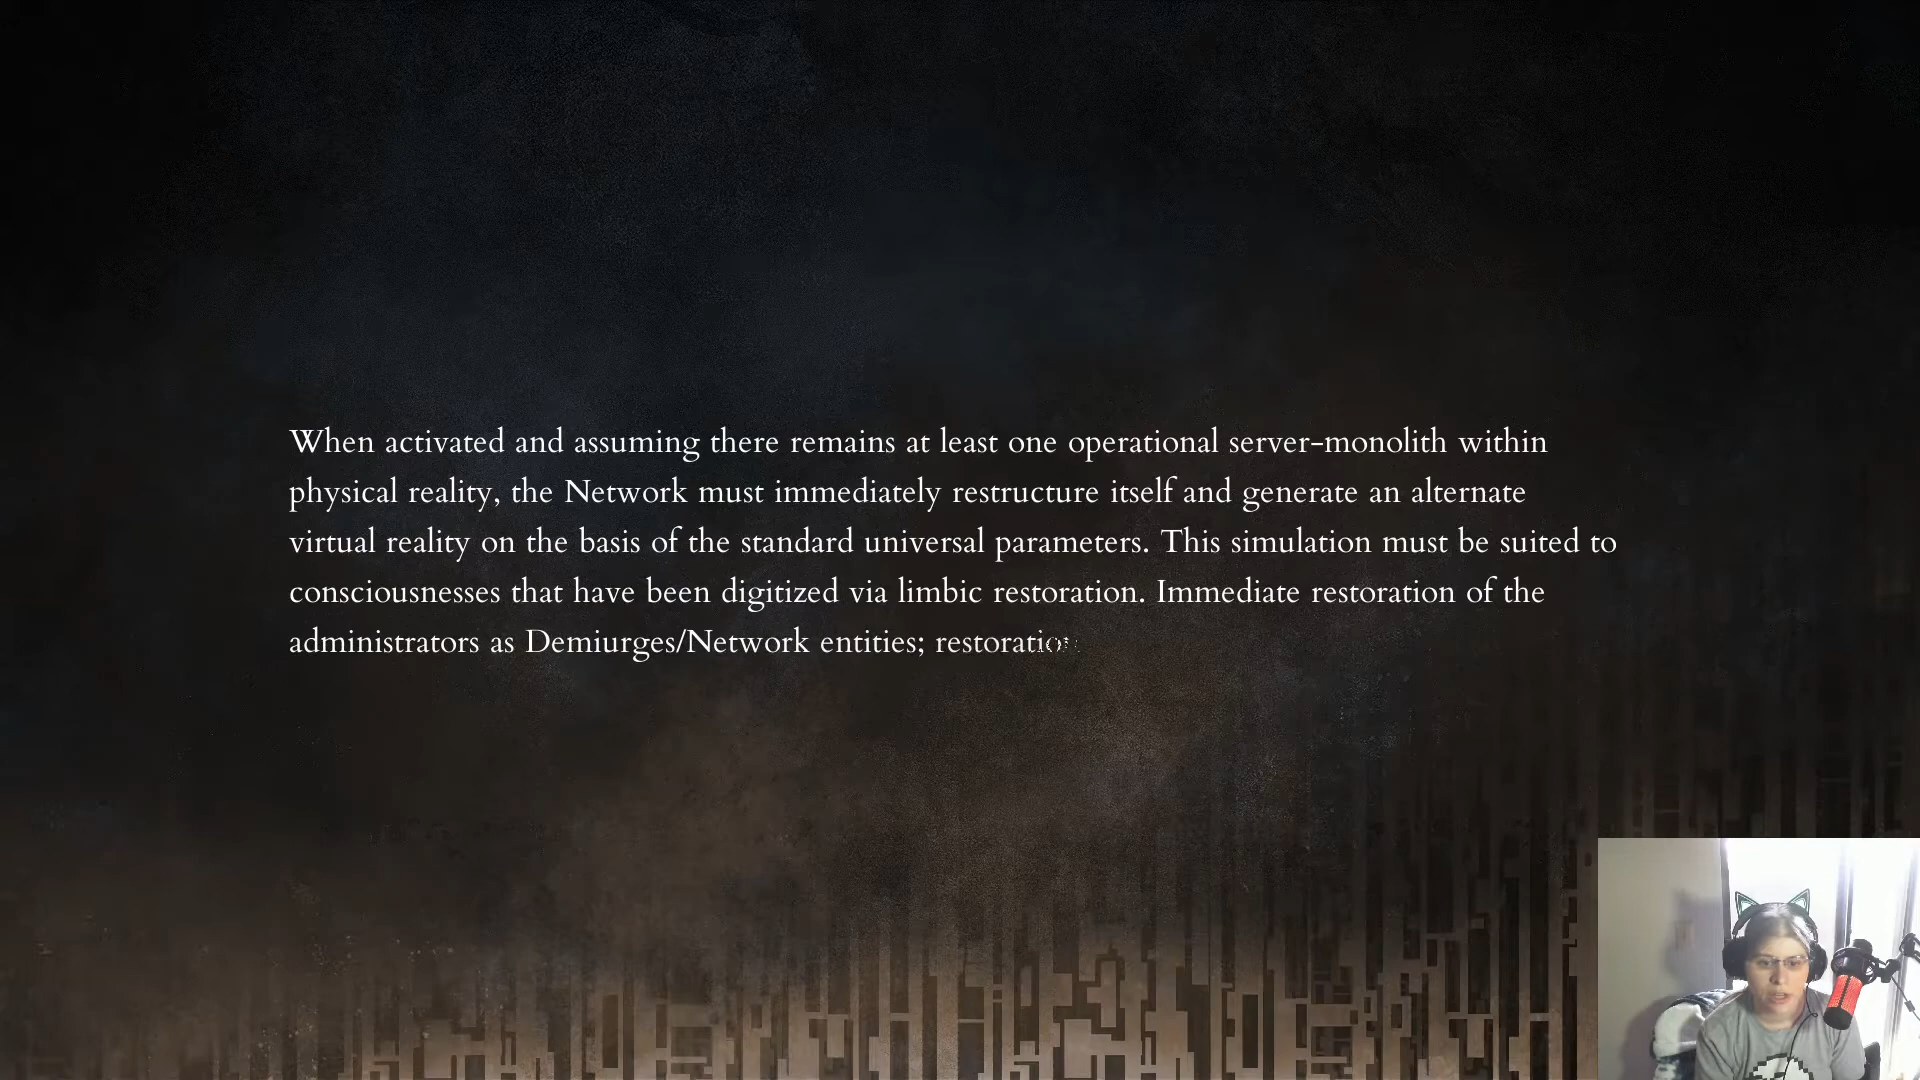 When activated and assuming there remains at least one operational server-monolith within
physical reality, the Network must immediately restructure itself and generate an alternate
virtual reality on the basis of the standard universal parameters. This simulation must be suited to
consciousnesses that have been digitized via limbic restoration. Immediate restoration of the
administrators as Demiurges/Network entities; restoration